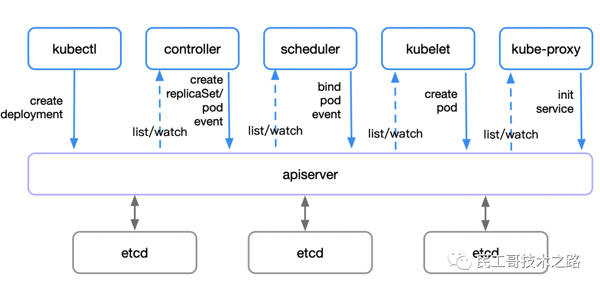 kubectl
controller
scheduler
kubelet
kube-proxy
create
deployment
list/watch
create
replicaSet/
pod
event
list/watch
bind
pod
event
list/watch
create
pod
list/watch
init
service
apiserver
etcd
etcd
etcd
民工哥技术之路